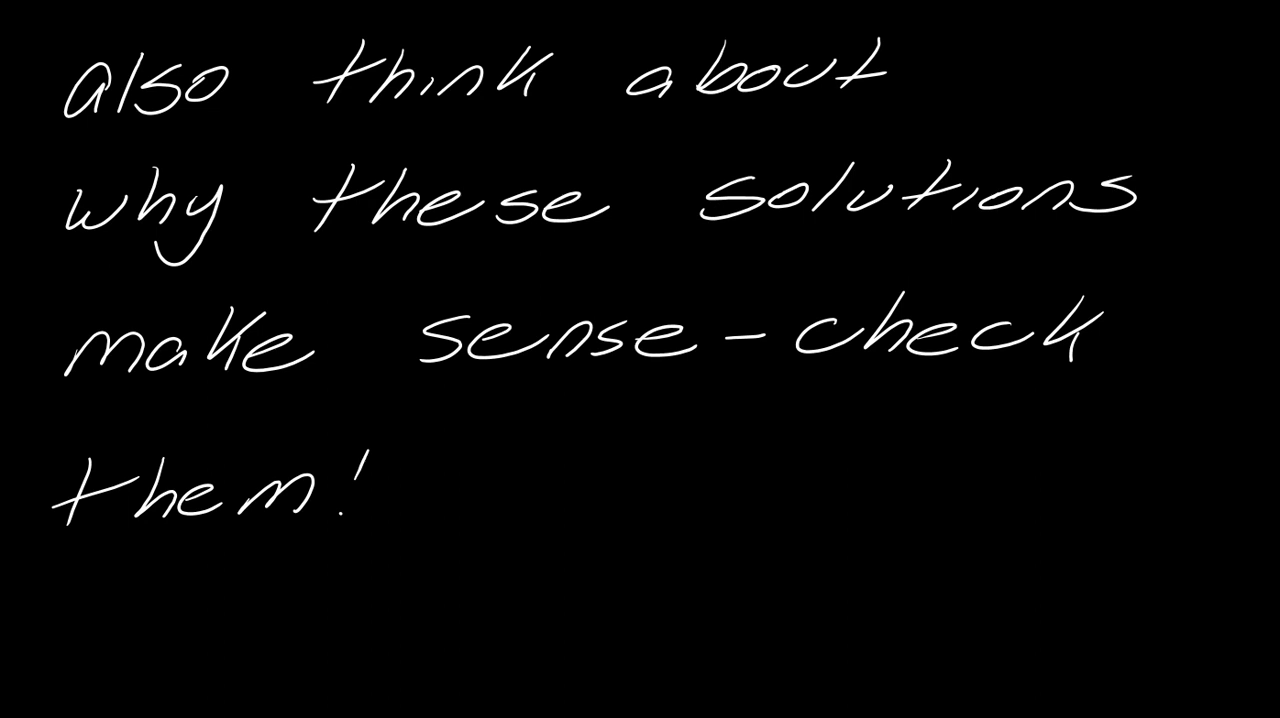 also think about
why these solutions
make sense - check
them!